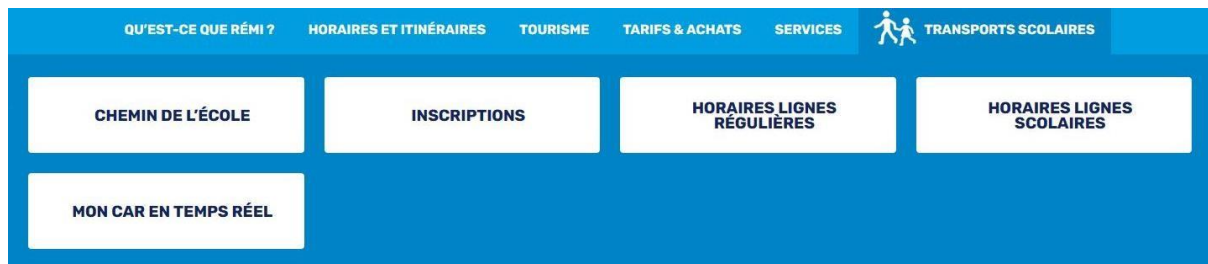 QU'EST-CE QUE RÉMI ? HORAIRES ET ITINÉRAIRES TOURISME TARIFS & ACHATS SERVICES TRANSPORTS SCOLAIRES
CHEMIN DE L'ÉCOLE
INSCRIPTIONS
HORAIRES LIGNES
RÉGULIÈRES
HORAIRES LIGNES
SCOLAIRES
MON CAR EN TEMPS RÉEL